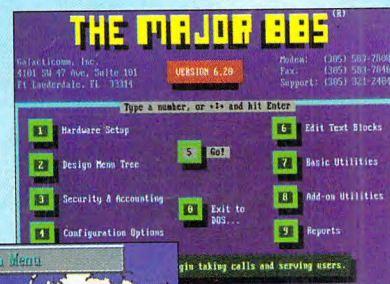 THE MAJOR BBS (R)
Galacticomm, Inc.
4101 SW 47 Ave, Suite 101
Ft Lauderdale, FL 33314
VERSION 6.20
Modem: (305) 583-7808
Fax: (305) 583-7846
Support: (305) 321-2404
Type a number, or and hit Enter
1 Hardware Setup
2 Design Menu Tree
3 Security & Accounting
4 Configuration Options
5 Go!
0 Exit to
DOS...
6 Edit Text Blocks
7 Basic Utilities
8 Add-on Utilities
9 Reports
Menu
gin taking calls and serving users.